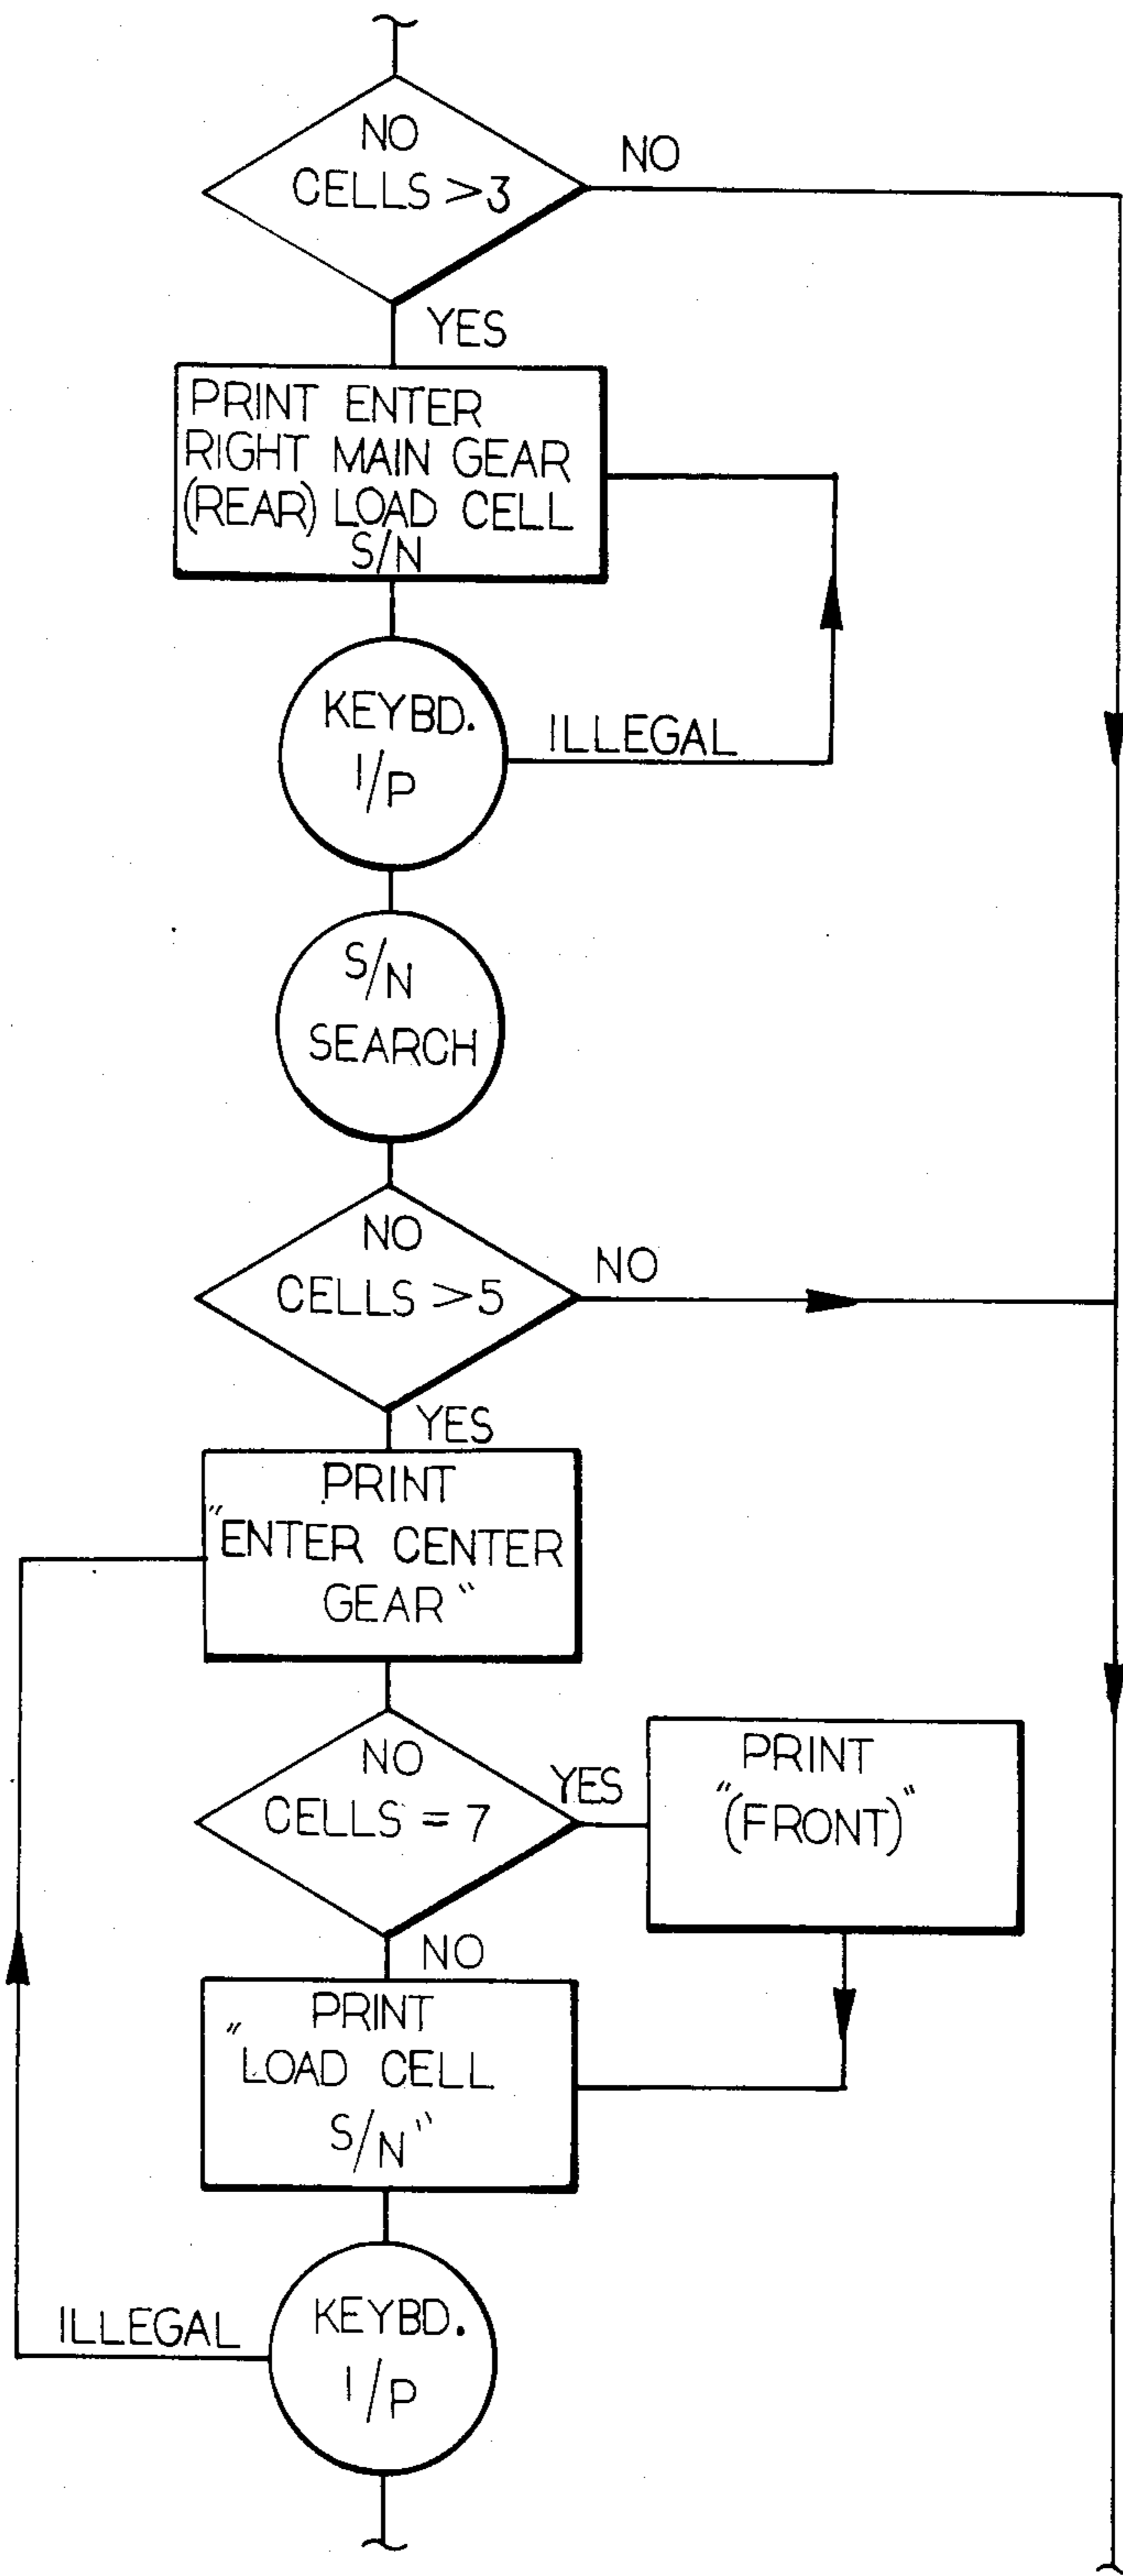 NO
CELLS >3
NO
YES
PRINT ENTER
RIGHT MAIN GEAR
(REAR) LOAD CELL
S/N
KEYBD.
I/P
ILLEGAL
S/N
SEARCH
NO
CELLS >5
NO
YES
PRINT
"ENTER CENTER
GEAR"
NO
CELLS = 7
YES
PRINT
"(FRONT)"
NO
PRINT
"LOAD CELL
S/N"
KEYBD.
I/P
ILLEGAL